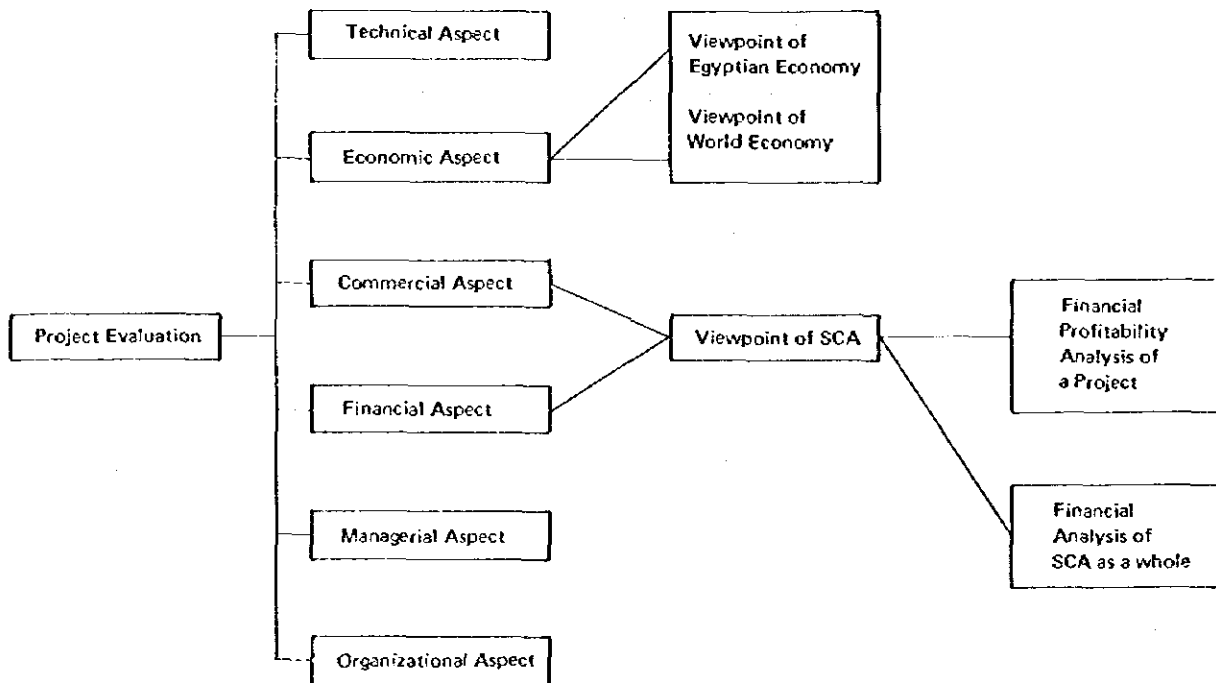 Project Evaluation
Technical Aspect
Economic Aspect
Commercial Aspect
Financial Aspect
Managerial Aspect
Organizational Aspect
Viewpoint of
Egyptian Economy
Viewpoint of
World Economy
Viewpoint of SCA
Financial
Profitability
Analysis of
a Project
Financial
Analysis of
SCA as a whole